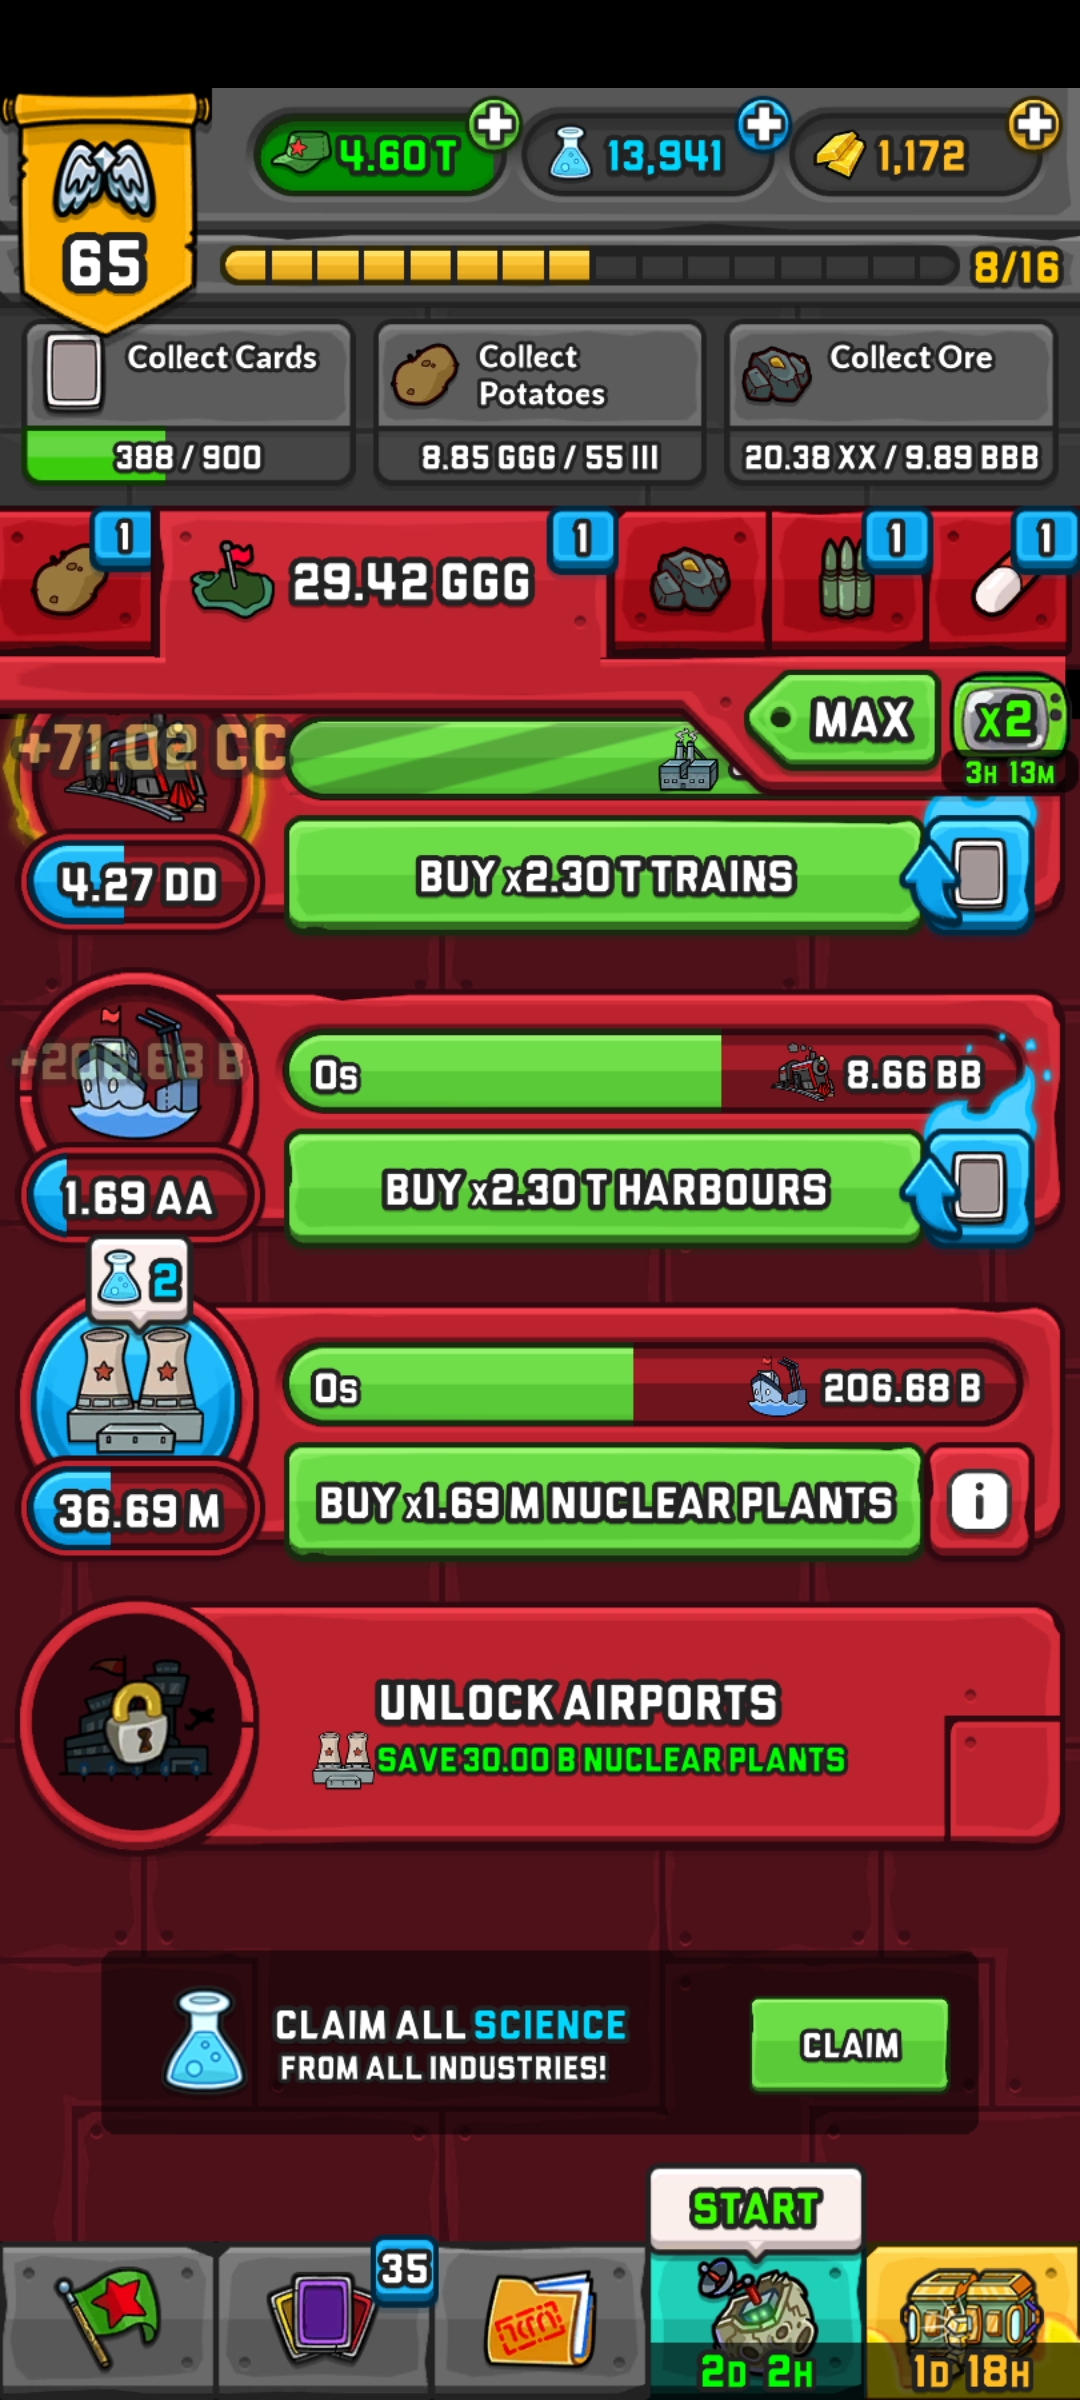 4.60 T
13,941
1,172
65
8/16
Collect Cards
388 / 900
Collect
Potatoes
8.85 GGG / 55 III
Collect Ore
20.38 XX / 9.89 BBB
1
29.42 GGG
1
1
1
MAX
x2
3H 13M
+71.02 CC
4.27 DD
BUY x2.30 T TRAINS
+206.68 B
0s
8.66 BB
1.69 AA
BUY x2.30 T HARBOURS
2
0s
206.68 B
36.69 M
BUY x1.69 M NUCLEAR PLANTS
i
UNLOCK AIRPORTS
SAVE 30.00 B NUCLEAR PLANTS
CLAIM ALL SCIENCE
FROM ALL INDUSTRIES!
CLAIM
START
35
2D 2H
1D 18H